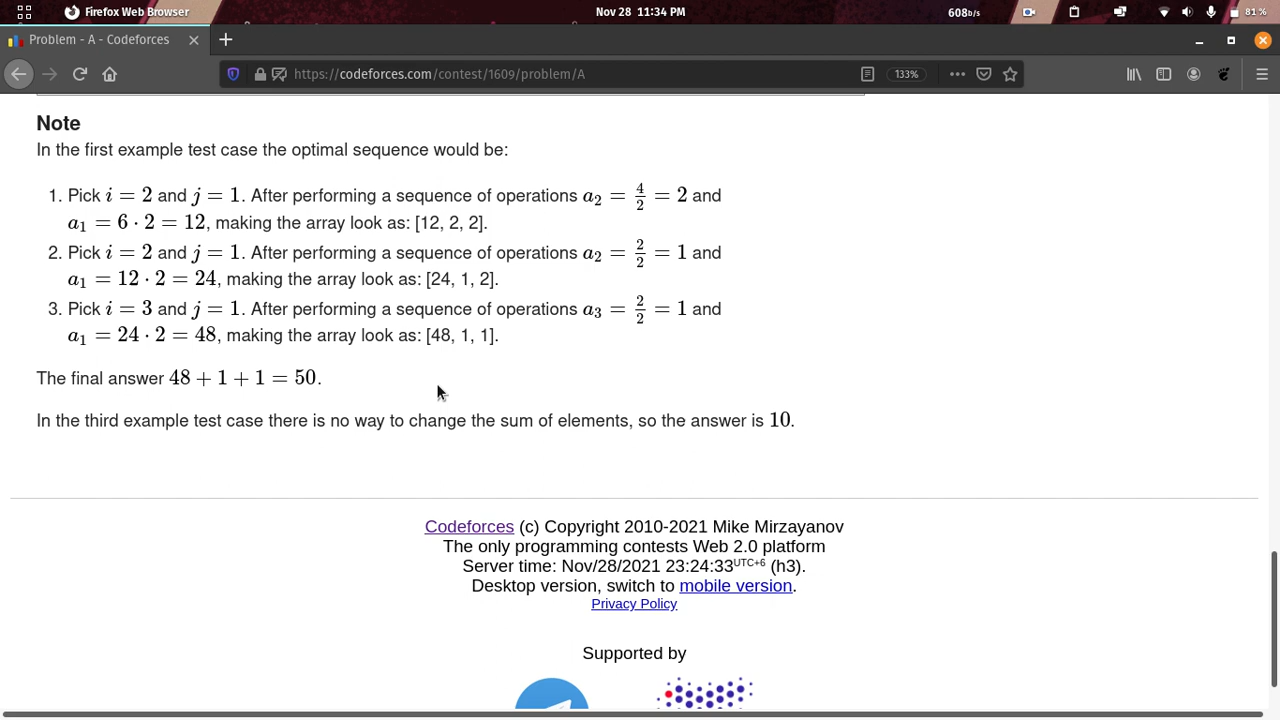 Firefox Web Browser
Nov 28 11:34 PM
608b/s
81 %
Problem - A - Codeforces
https://codeforces.com/contest/1609/problem/A
133%
Note
In the first example test case the optimal sequence would be:
1. Pick i = 2 and j = 1. After performing a sequence of operations a₂ = 4/2 = 2 and
a₁ = 6 · 2 = 12, making the array look as: [12, 2, 2].
2. Pick i = 2 and j = 1. After performing a sequence of operations a₂ = 2/2 = 1 and
a₁ = 12 · 2 = 24, making the array look as: [24, 1, 2].
3. Pick i = 3 and j = 1. After performing a sequence of operations a₃ = 2/2 = 1 and
a₁ = 24 · 2 = 48, making the array look as: [48, 1, 1].
The final answer 48 + 1 + 1 = 50.
In the third example test case there is no way to change the sum of elements, so the answer is 10.
Codeforces (c) Copyright 2010-2021 Mike Mirzayanov
The only programming contests Web 2.0 platform
Server time: Nov/28/2021 23:24:33 UTC+6 (h3).
Desktop version, switch to mobile version.
Privacy Policy
Supported by